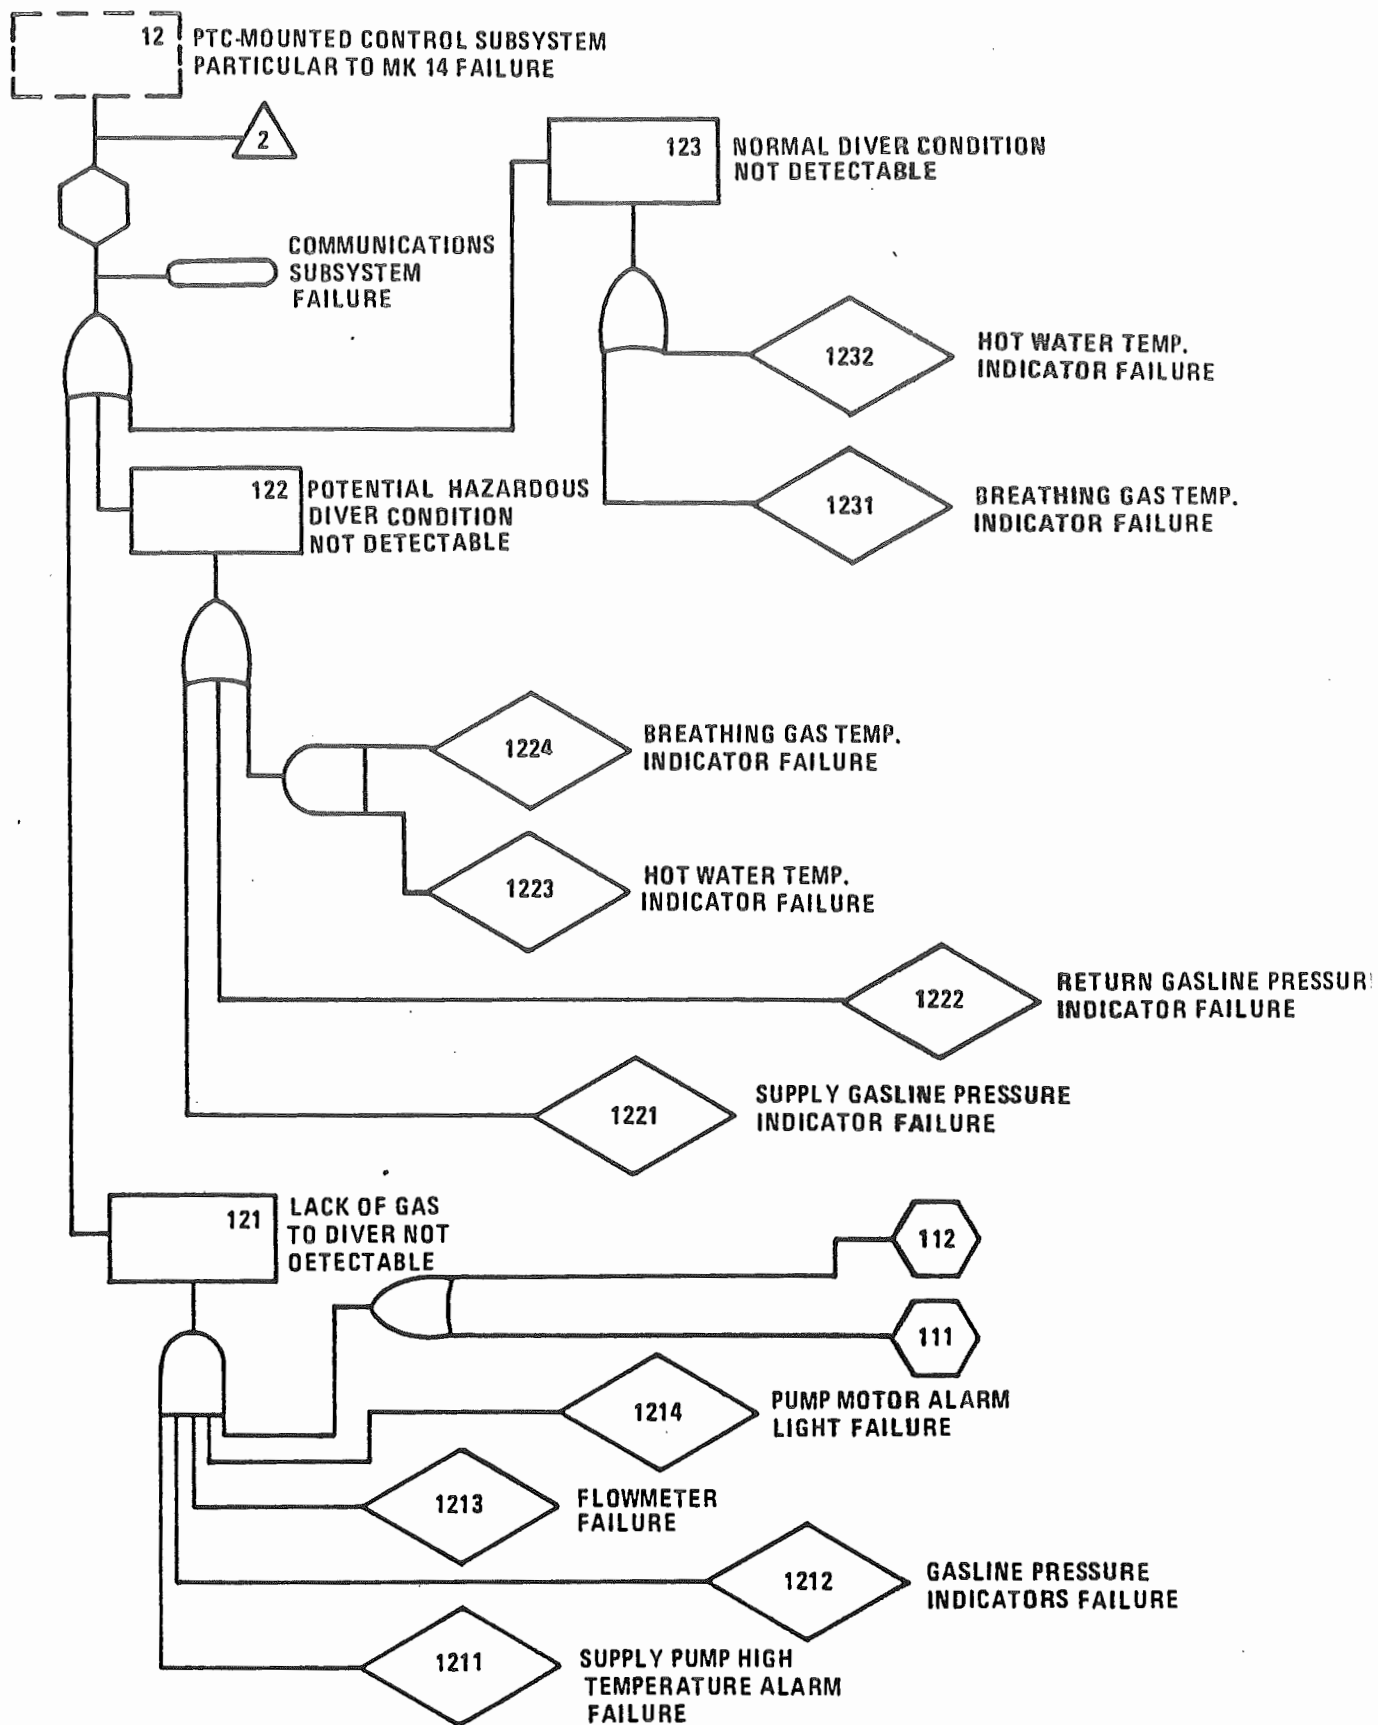 12
PTC-MOUNTED CONTROL SUBSYSTEM
PARTICULAR TO MK 14 FAILURE
2
123
NORMAL DIVER CONDITION
NOT DETECTABLE
COMMUNICATIONS
SUBSYSTEM
FAILURE
1232
HOT WATER TEMP.
INDICATOR FAILURE
122
POTENTIAL HAZARDOUS
DIVER CONDITION
NOT DETECTABLE
1231
BREATHING GAS TEMP.
INDICATOR FAILURE
1224
BREATHING GAS TEMP.
INDICATOR FAILURE
1223
HOT WATER TEMP.
INDICATOR FAILURE
1222
RETURN GASLINE PRESSUR
INDICATOR FAILURE
1221
SUPPLY GASLINE PRESSURE
INDICATOR FAILURE
121
LACK OF GAS
TO DIVER NOT
OETECTABLE
112
111
1214
PUMP MOTOR ALARM
LIGHT FAILURE
1213
FLOWMETER
FAILURE
1212
GASLINE PRESSURE
INDICATORS FAILURE
1211
SUPPLY PUMP HIGH
TEMPERATURE ALARM
FAILURE